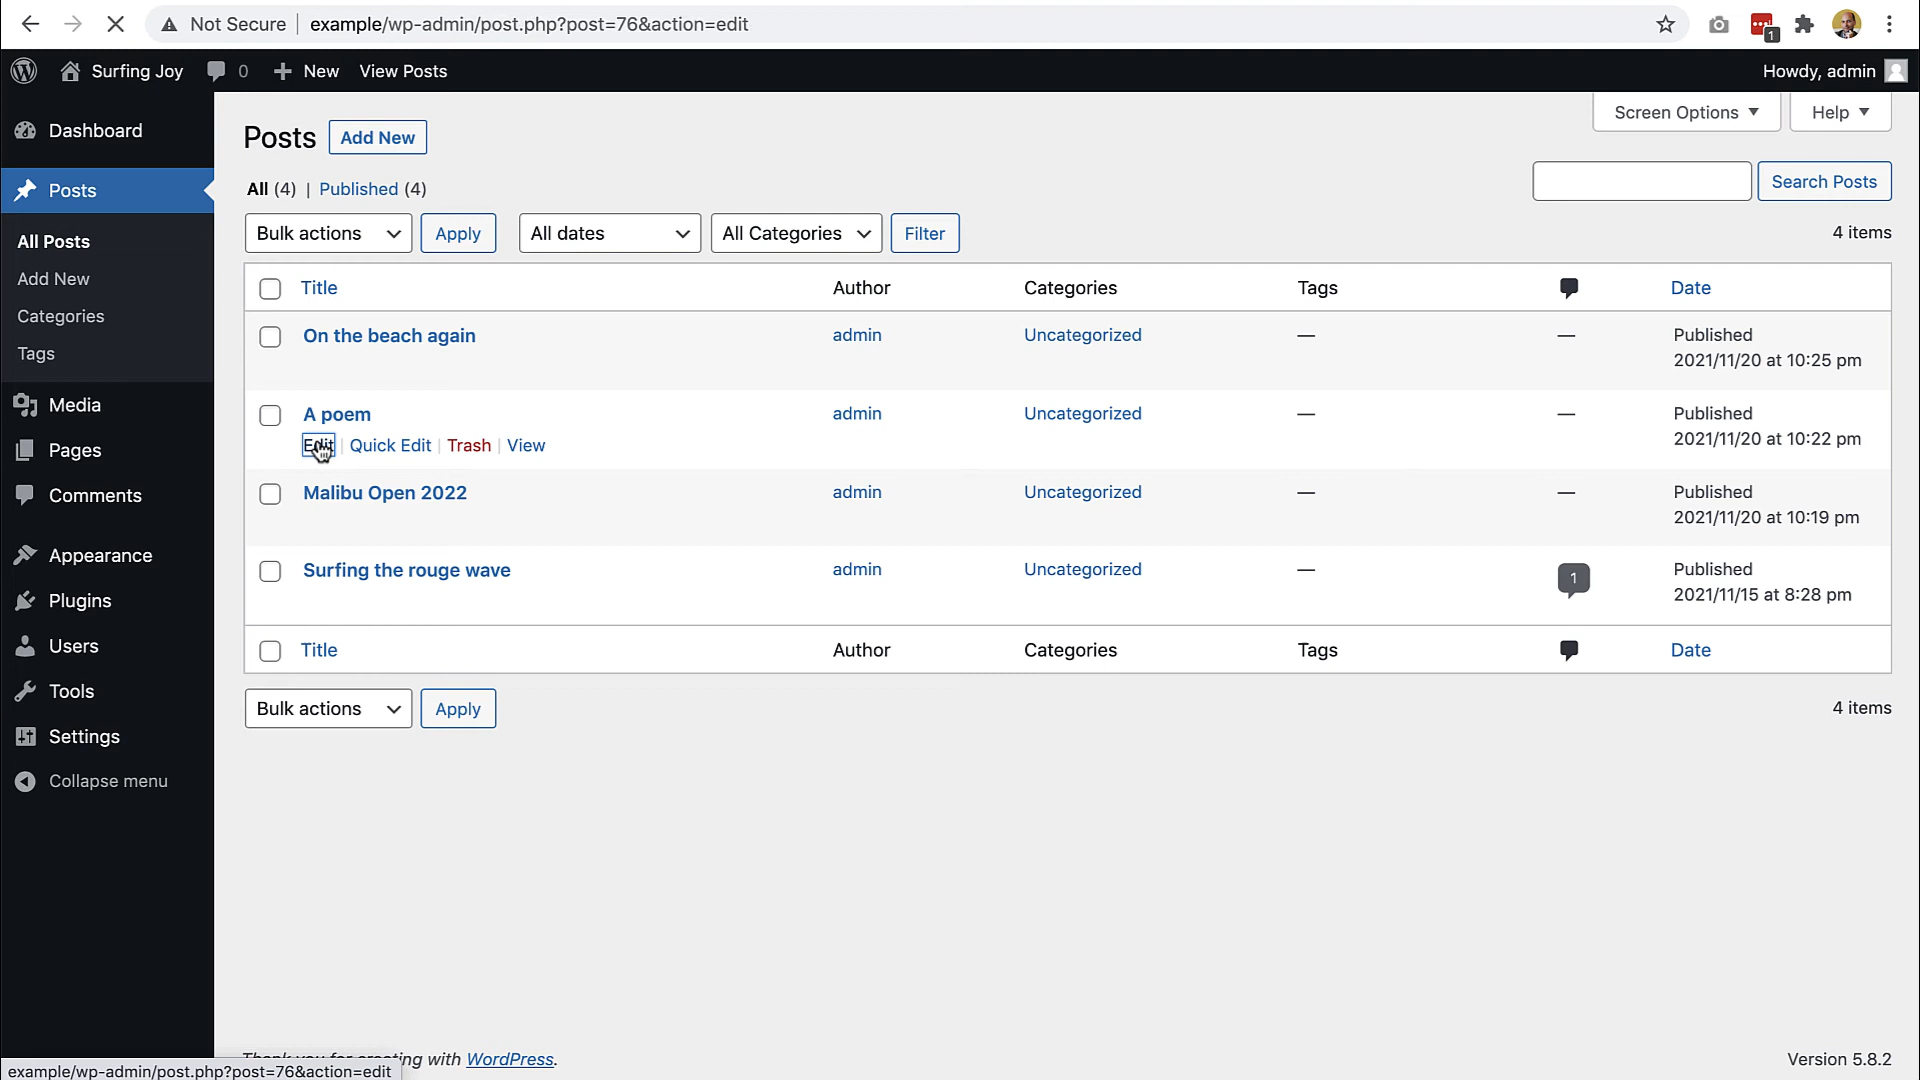 Not Secure example/wp-admin/post.php?post=76&action=edit
1
Surfing Joy 0 New View Posts Howdy, admin
Dashboard
Posts
All Posts
Add New
Categories
Tags
Media
Pages
Comments
Appearance
Plugins
Users
Tools
Settings
Collapse menu
Screen Options Help
Posts Add New
All (4) | Published (4)
Search Posts
Bulk actions Apply All dates All Categories Filter 4 items
Title Author Categories Tags Date
On the beach again admin Uncategorized — — Published
2021/11/20 at 10:25 pm
A poem admin Uncategorized — — Published
2021/11/20 at 10:22 pm
Edit | Quick Edit | Trash | View
Malibu Open 2022 admin Uncategorized — — Published
2021/11/20 at 10:19 pm
Surfing the rouge wave admin Uncategorized — 1 Published
2021/11/15 at 8:28 pm
Title Author Categories Tags Date
Bulk actions Apply 4 items
Thank you for creating with WordPress. Version 5.8.2
example/wp-admin/post.php?post=76&action=edit